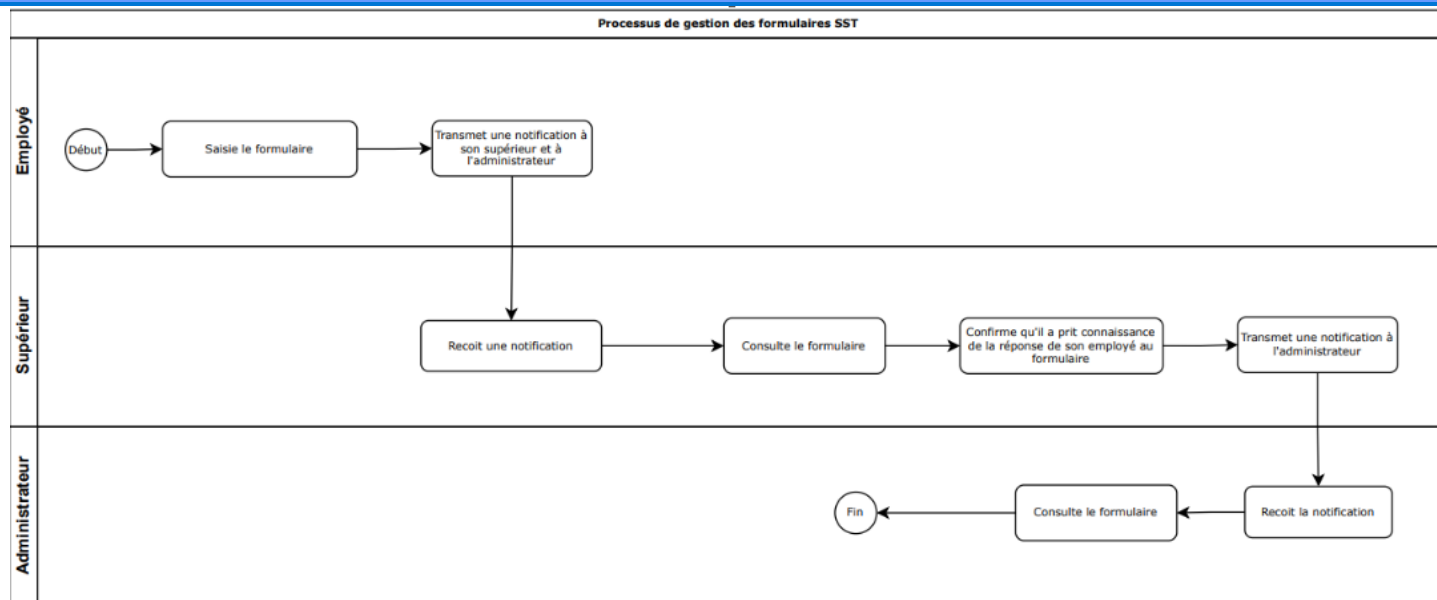 Processus de gestion des formulaires SST
Employé
Début
Saisie le formulaire
Transmet une notification à
son supérieur et à
l'administrateur
Supérieur
Recoit une notification
Consulte le formulaire
Confirme qu'il a prit connaissance
de la réponse de son employé au
formulaire
Transmet une notification à
l'administrateur
Administrateur
Fin
Consulte le formulaire
Recoit la notification